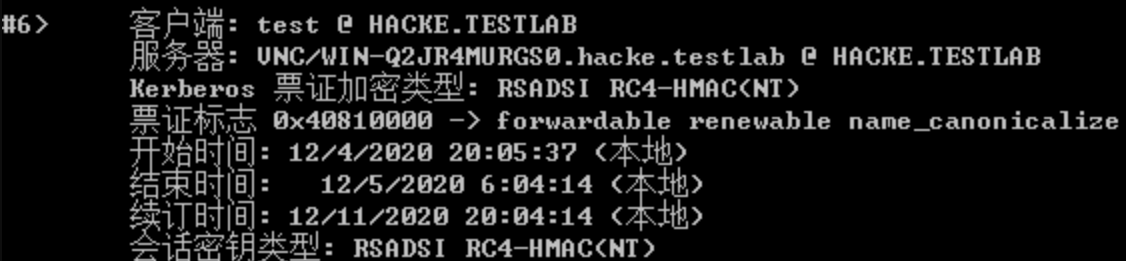 #6>     客户端: test @ HACKE.TESTLAB
服务器: VNC/WIN-Q2JR4MURGS0.hacke.testlab @ HACKE.TESTLAB
Kerberos 票证加密类型: RSADSI RC4-HMAC(NT)
票证标志 0x40810000 -> forwardable renewable name_canonicalize
开始时间: 12/4/2020 20:05:37 (本地)
结束时间:   12/5/2020 6:04:14 (本地)
续订时间: 12/11/2020 20:04:14 (本地)
会话密钥类型: RSADSI RC4-HMAC(NT)